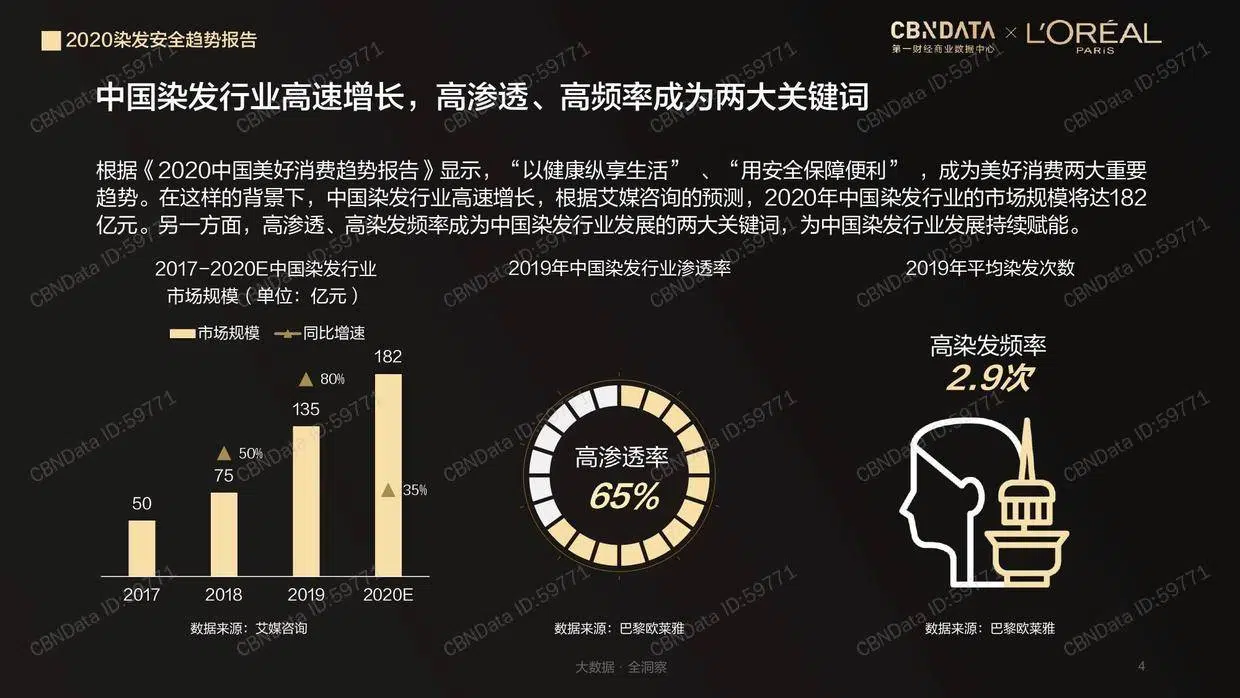 2020染发安全趋势报告
CBNDATA × L'ORÉAL
第一财经商业数据中心 PARIS
中国染发行业高速增长，高渗透、高频率成为两大关键词
根据《2020中国美好消费趋势报告》显示，“以健康纵享生活”、“用安全保障便利”，成为美好消费两大重要
趋势。在这样的背景下，中国染发行业高速增长，根据艾媒咨询的预测，2020年中国染发行业的市场规模将达182
亿元。另一方面，高渗透、高染发频率成为中国染发行业发展的两大关键词，为中国染发行业发展持续赋能。
2017-2020E中国染发行业
市场规模（单位：亿元）
市场规模 同比增速
182
80%
135
50%
75
35%
50
2017 2018 2019 2020E
数据来源：艾媒咨询
2019年中国染发行业渗透率
高渗透率
65%
数据来源：巴黎欧莱雅
2019年平均染发次数
高染发频率
2.9次
数据来源：巴黎欧莱雅
大数据·全洞察
4
CBNData ID:59771